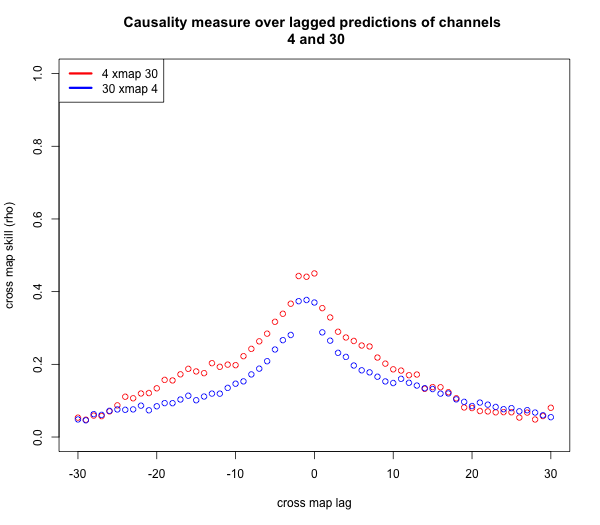 Causality measure over lagged predictions of channels
4 and 30
4 xmap 30
30 xmap 4
cross map skill (rho)
1.0
0.8
0.6
0.4
0.2
0.0
-30 -20 -10 0 10 20 30
cross map lag